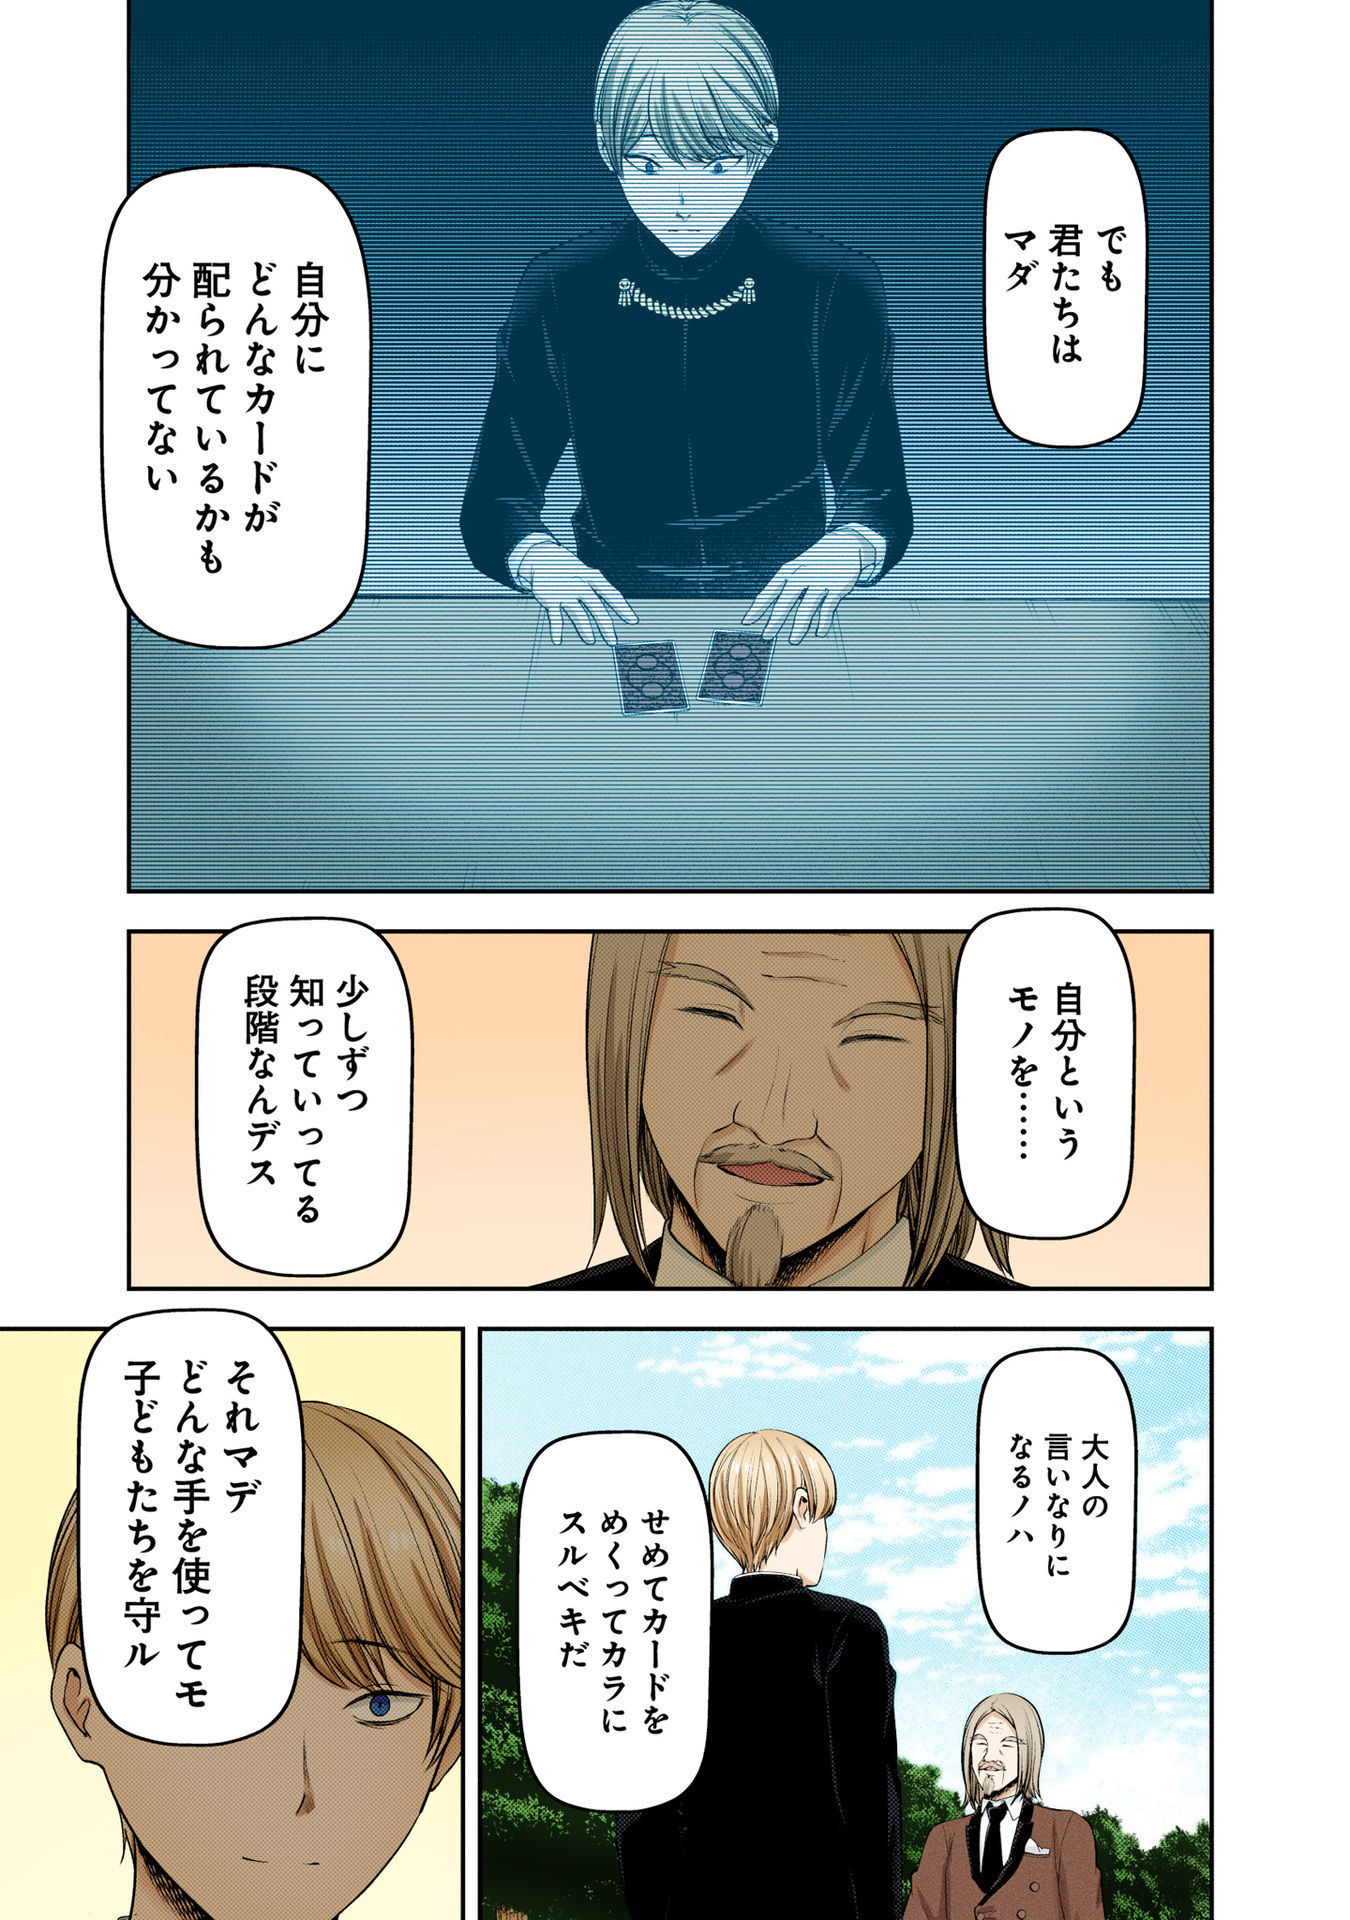 でも
君たちは
マダ
自分に
どんなカードが
配られているかも
分かってない
自分という
モノを……
少しずつ
知っていってる
段階なんデス
大人の
言いなりに
なるノハ
せめてカードを
めくってカラに
スルベキだ
それマデ
どんな手を使ってモ
子どもたちを守ル